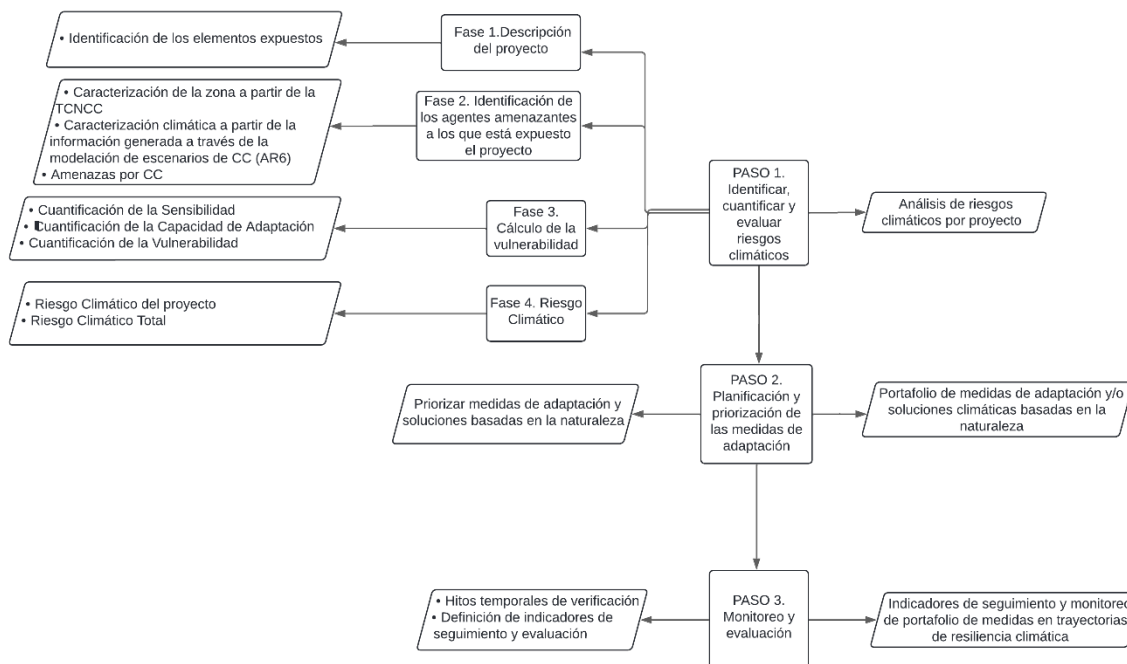 • Identificación de los elementos expuestos
Fase 1.Descripción
del proyecto
• Caracterización de la zona a partir de la
TCNCC
• Caracterización climática a partir de la
información generada a través de la
modelación de escenarios de CC (AR6)
• Amenazas por CC
Fase 2. Identificación de
los agentes amenazantes
a los que está expuesto
el proyecto
• Cuantificación de la Sensibilidad
• Cuantificación de la Capacidad de Adaptación
• Cuantificación de la Vulnerabilidad
Fase 3.
Cálculo de la
vulnerabilidad
• Riesgo Climático del proyecto
• Riesgo Climático Total
Fase 4. Riesgo
Climático
PASO 1.
Identificar,
cuantificar y
evaluar
riesgos
climáticos
Análisis de riesgos
climáticos por proyecto
Priorizar medidas de adaptación y
soluciones basadas en la naturaleza
PASO 2.
Planificación y
priorización de
las medidas de
adaptación
Portafolio de medidas de adaptación y/o
soluciones climáticas basadas en la
naturaleza
• Hitos temporales de verificación
• Definición de indicadores de
seguimiento y evaluación
PASO 3.
Monitoreo y
evaluación
Indicadores de seguimiento y monitoreo
de portafolio de medidas en trayectorias
de resiliencia climática